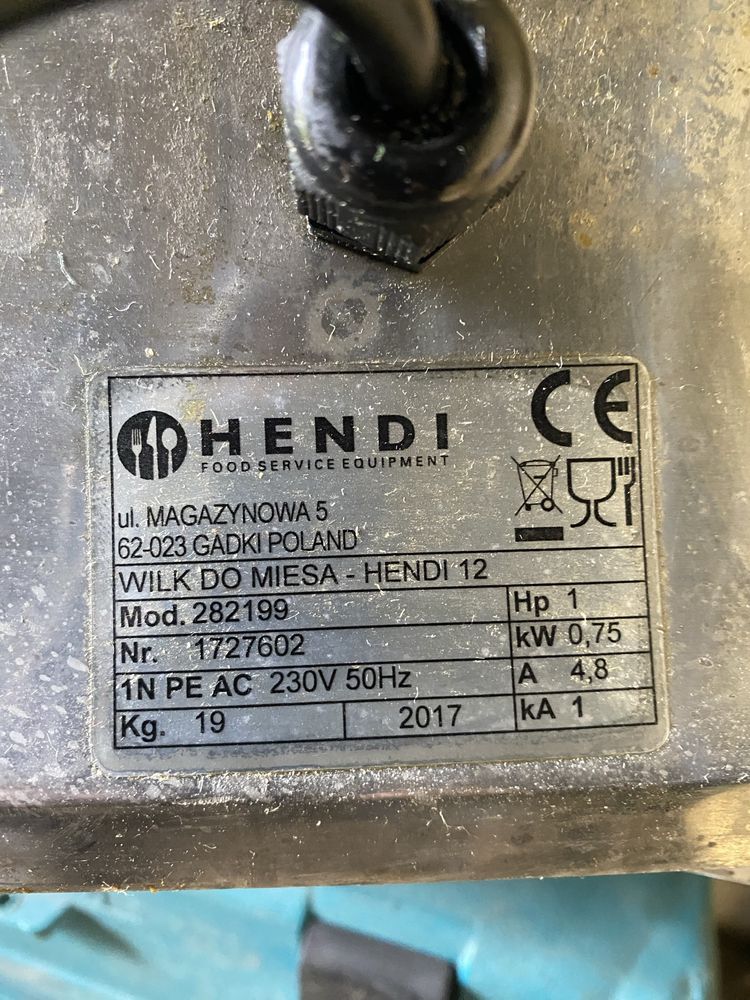 HENDI
FOOD SERVICE EQUIPMENT
CE
ul. MAGAZYNOWA 5
62-023 GADKI POLAND
WILK DO MIESA - HENDI 12
Mod. 282199 Hp 1
Nr. 1727602 kW 0,75
1N PE AC 230V 50Hz A 4,8
Kg. 19 2017 kA 1